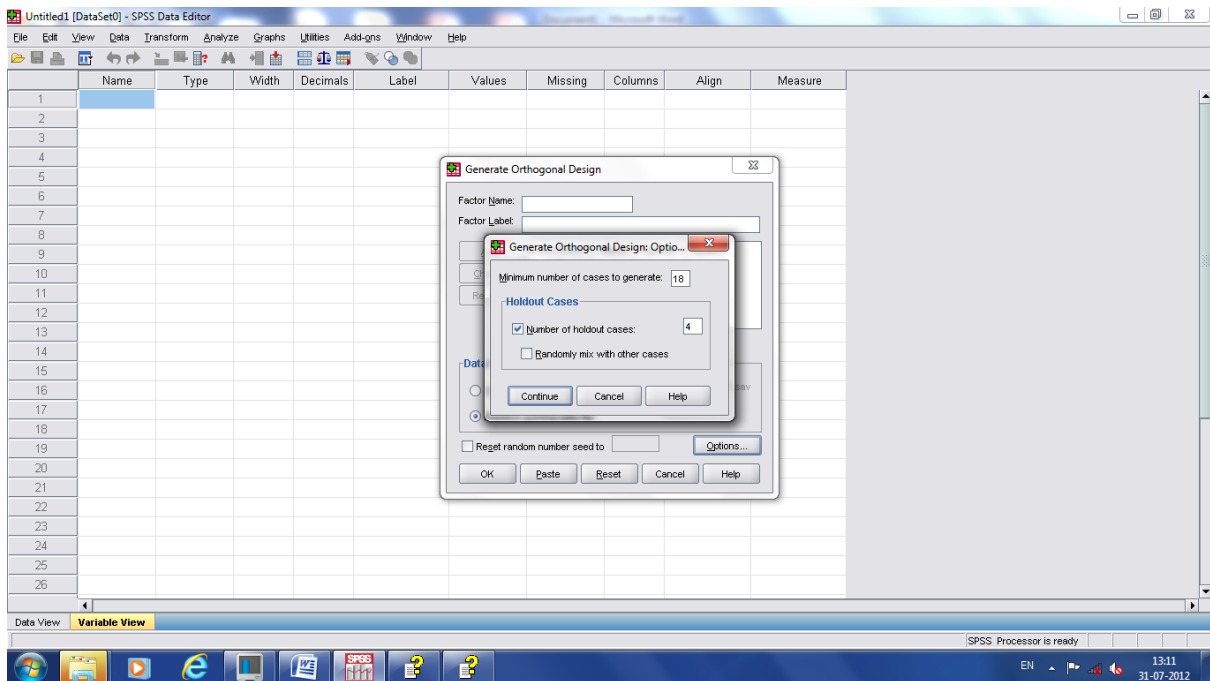 Untitled1 [DataSet0] - SPSS Data Editor
File Edit View Data Transform Analyze Graphs Utilities Add-ons Window Help
Name Type Width Decimals Label Values Missing Columns Align Measure
1
2
3
4
5
6
7
8
9
10
11
12
13
14
15
16
17
18
19
20
21
22
23
24
25
26
Generate Orthogonal Design
Factor Name:
Factor Label:
Generate Orthogonal Design: Optio...
Minimum number of cases to generate: 18
Holdout Cases
Number of holdout cases: 4
Randomly mix with other cases
Continue Cancel Help
Data
sav
Reset random number seed to Options...
OK Paste Reset Cancel Help
Data View Variable View
SPSS Processor is ready
SPSS
EN 13:11
31-07-2012